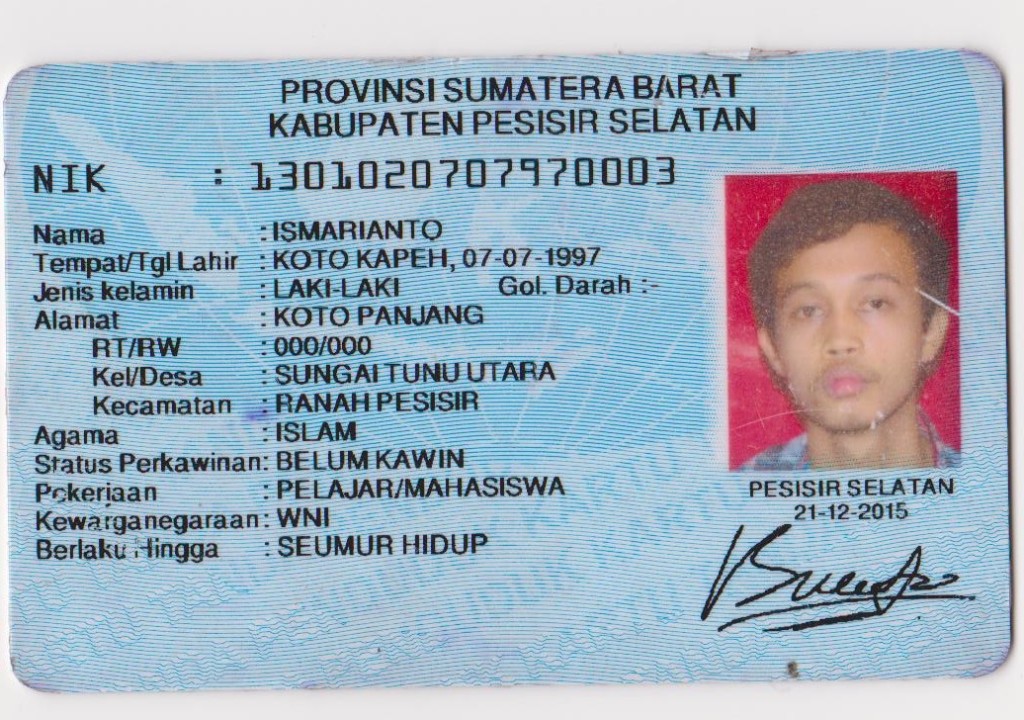 PROVINSI SUMATERA BARAT
KABUPATEN PESISIR SELATAN
NIK : 1301020707970003
Nama : ISMARIANTO
Tempat/Tgl Lahir : KOTO KAPEH, 07-07-1997
Jenis kelamin : LAKI-LAKI Gol. Darah :-
Alamat : KOTO PANJANG
RT/RW : 000/000
Kel/Desa : SUNGAI TUNU UTARA
Kecamatan : RANAH PESISIR
Agama : ISLAM
Status Perkawinan: BELUM KAWIN
Pekerjaan : PELAJAR/MAHASISWA
Kewarganegaraan: WNI
Berlaku Hingga : SEUMUR HIDUP
PESISIR SELATAN
21-12-2015